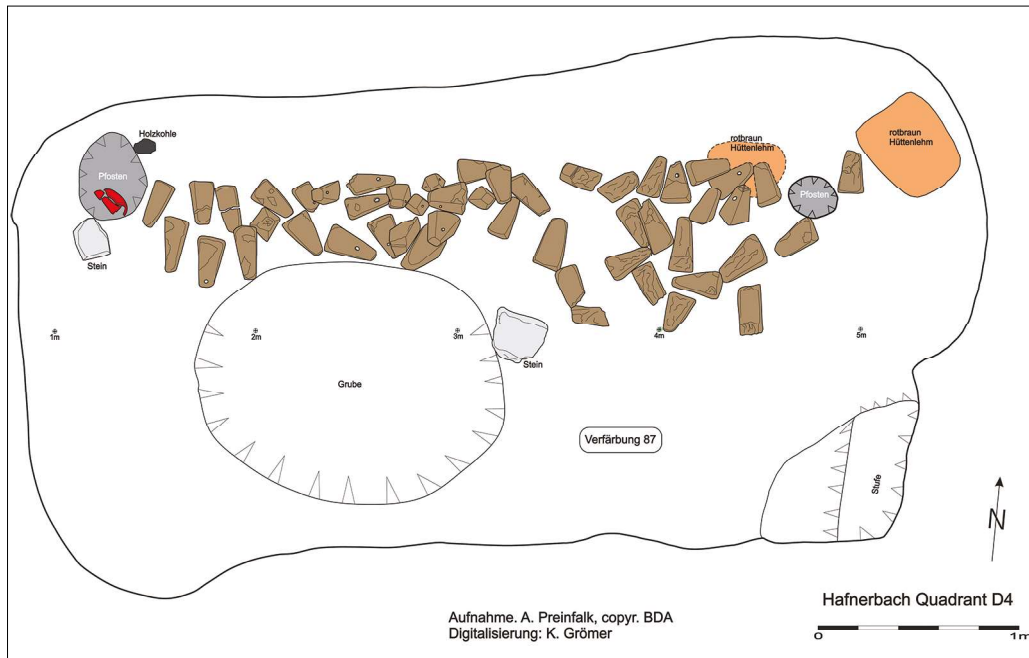 Holzkohle
Pfosten
Stein
rotbraun
Hüttenlehm
rotbraun
Hüttenlehm
Pfosten
1m
2m
3m
4m
5m
Stein
Grube
Verfärbung 87
Stufe
N
Hafnerbach Quadrant D4
0
1m
Aufnahme. A. Preinfalk, copyr. BDA
Digitalisierung: K. Grömer